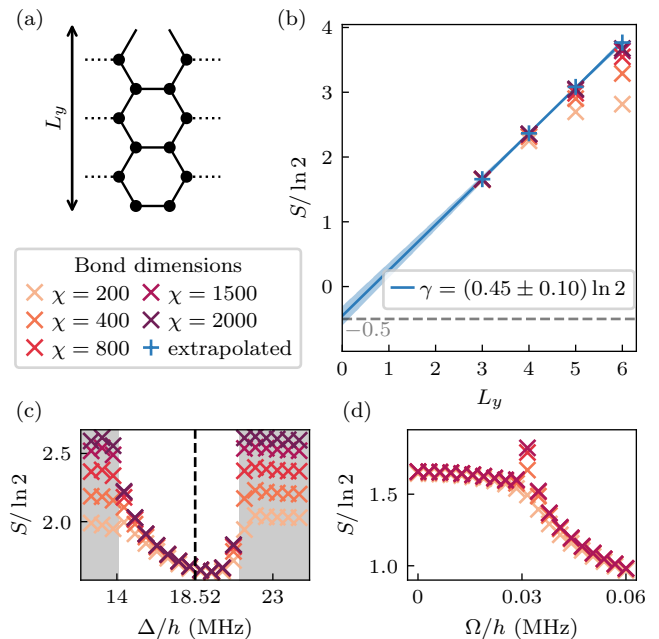 (a)
L_y
Bond dimensions
χ = 200
χ = 400
χ = 800
χ = 1500
χ = 2000
extrapolated
(b)
S/ ln 2
4
3
2
1
0
γ = (0.45 ± 0.10) ln 2
−0.5
0 1 2 3 4 5 6
L_y
(c)
S/ ln 2
2.5
2.0
14 18.52 23
Δ/h (MHz)
(d)
S/ ln 2
1.5
1.0
0 0.03 0.06
Ω/h (MHz)